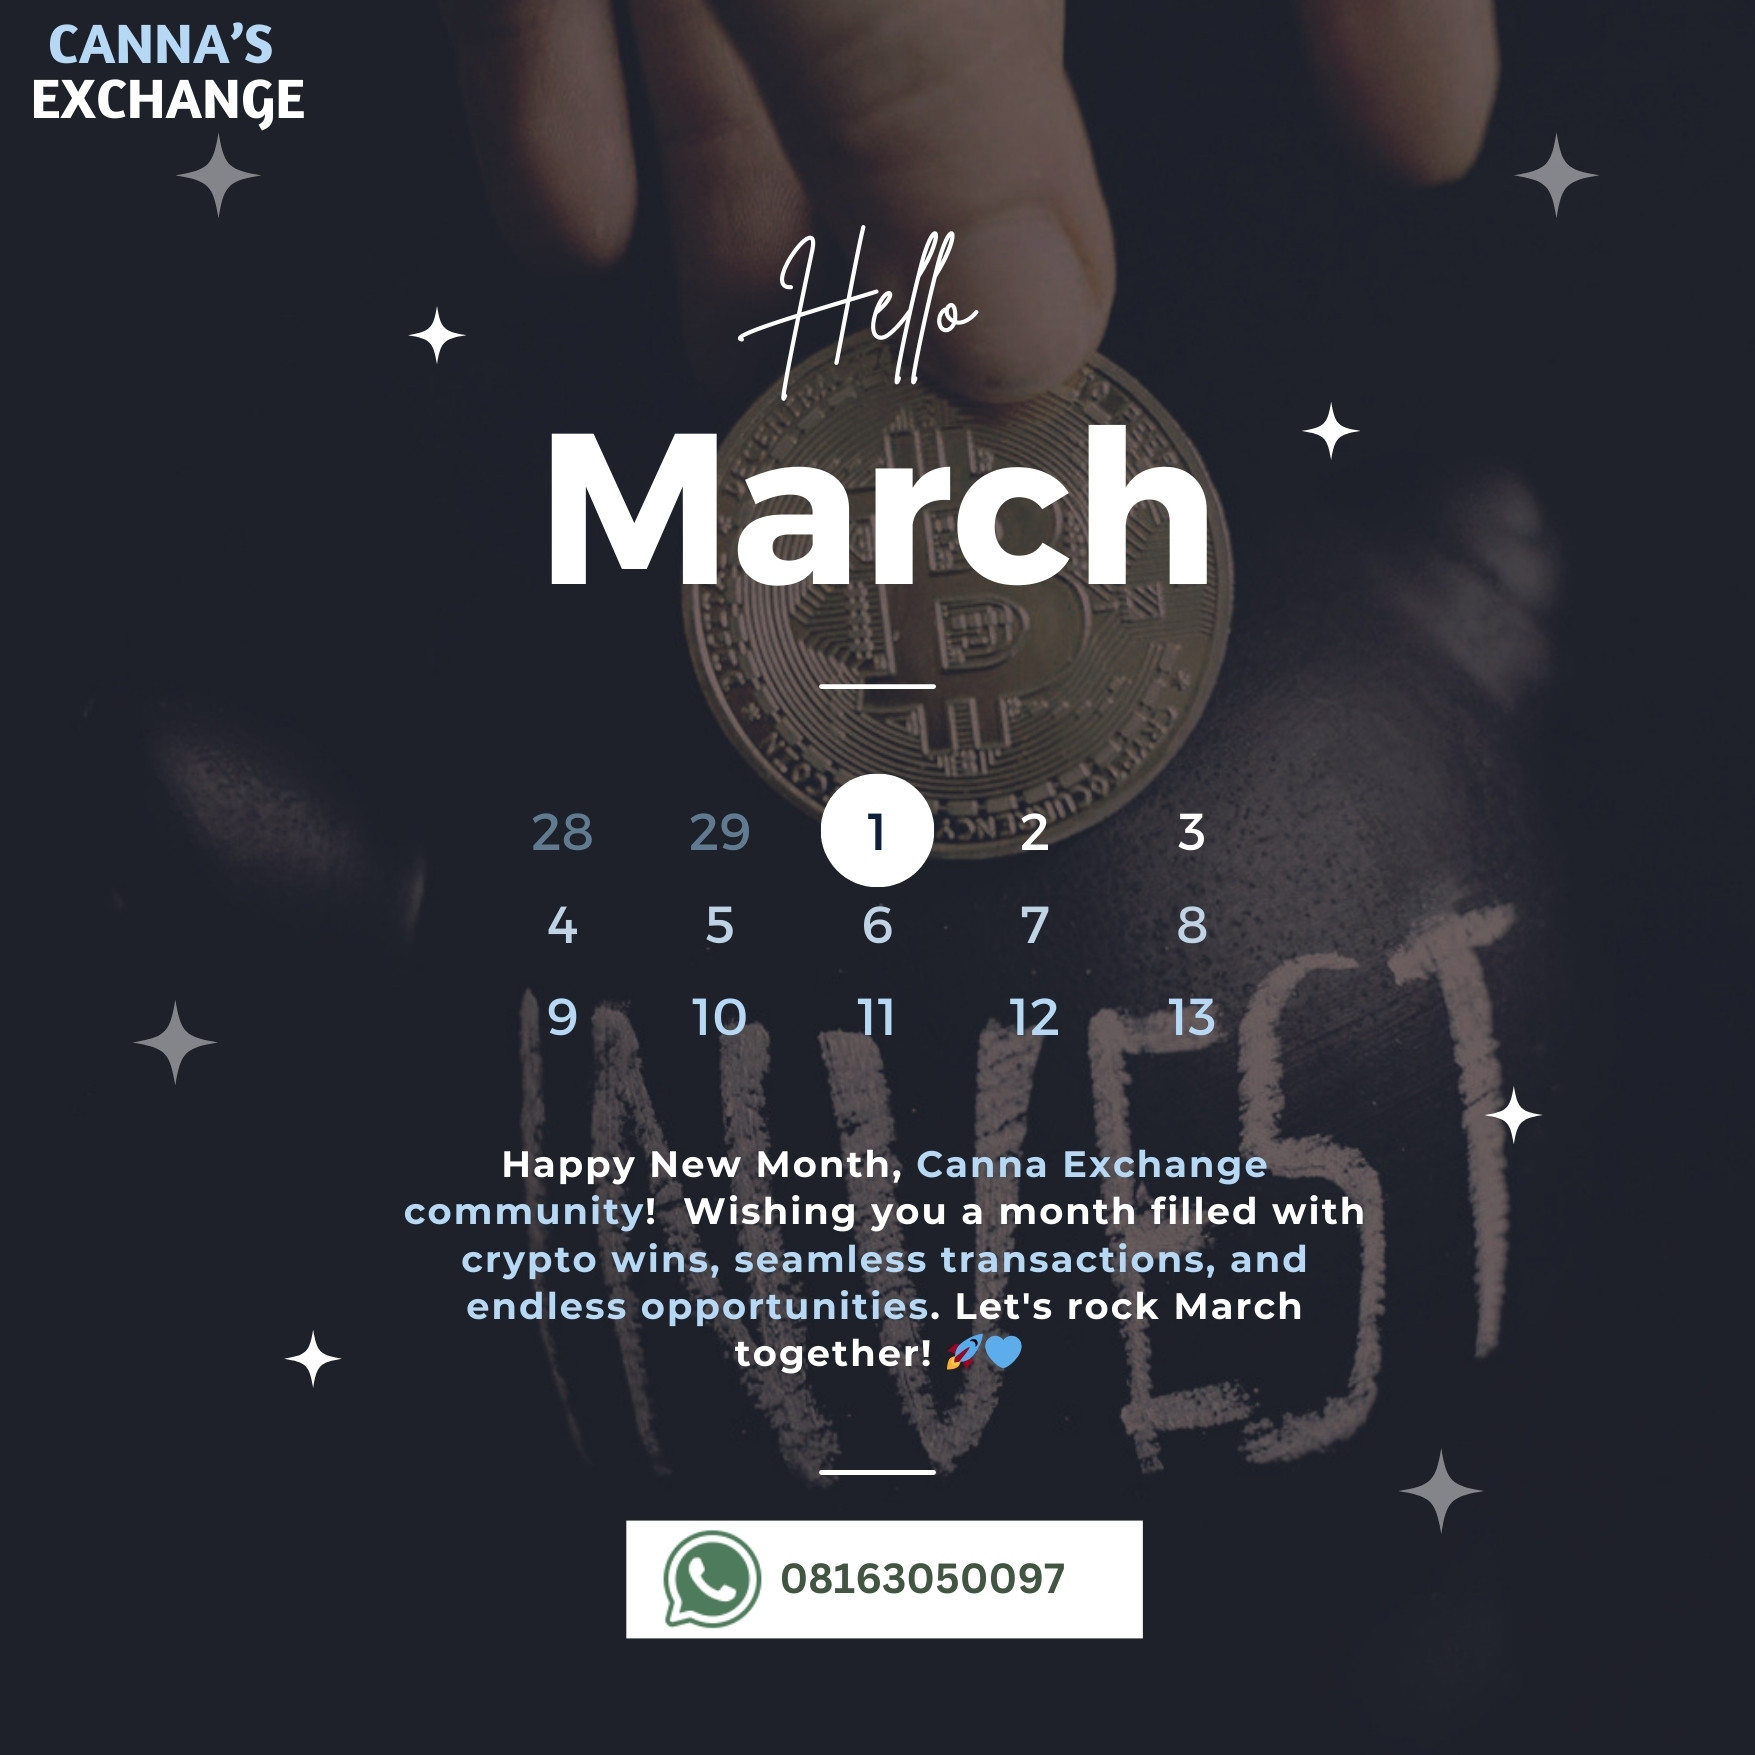 CANNA'S
EXCHANGE
Hello
March
28 29 1 2 3
4 5 6 7 8
9 10 11 12 13
INVEST
Happy New Month, Canna Exchange
community!  Wishing you a month filled with
crypto wins, seamless transactions, and
endless opportunities. Let's rock March
together! 🚀💙
08163050097